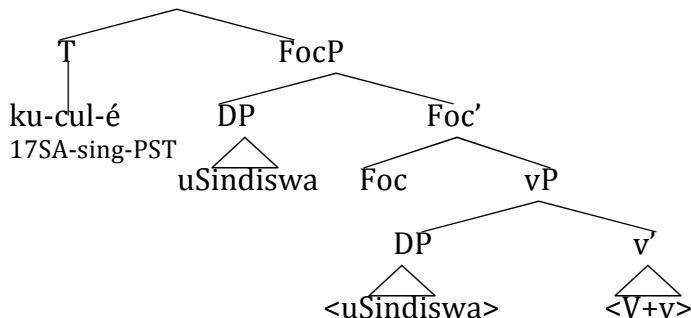 T FocP
ku-cul-é DP Foc’
17SA-sing-PST
uSindiswa Foc vP
DP v’
<uSindiswa> <V+v>